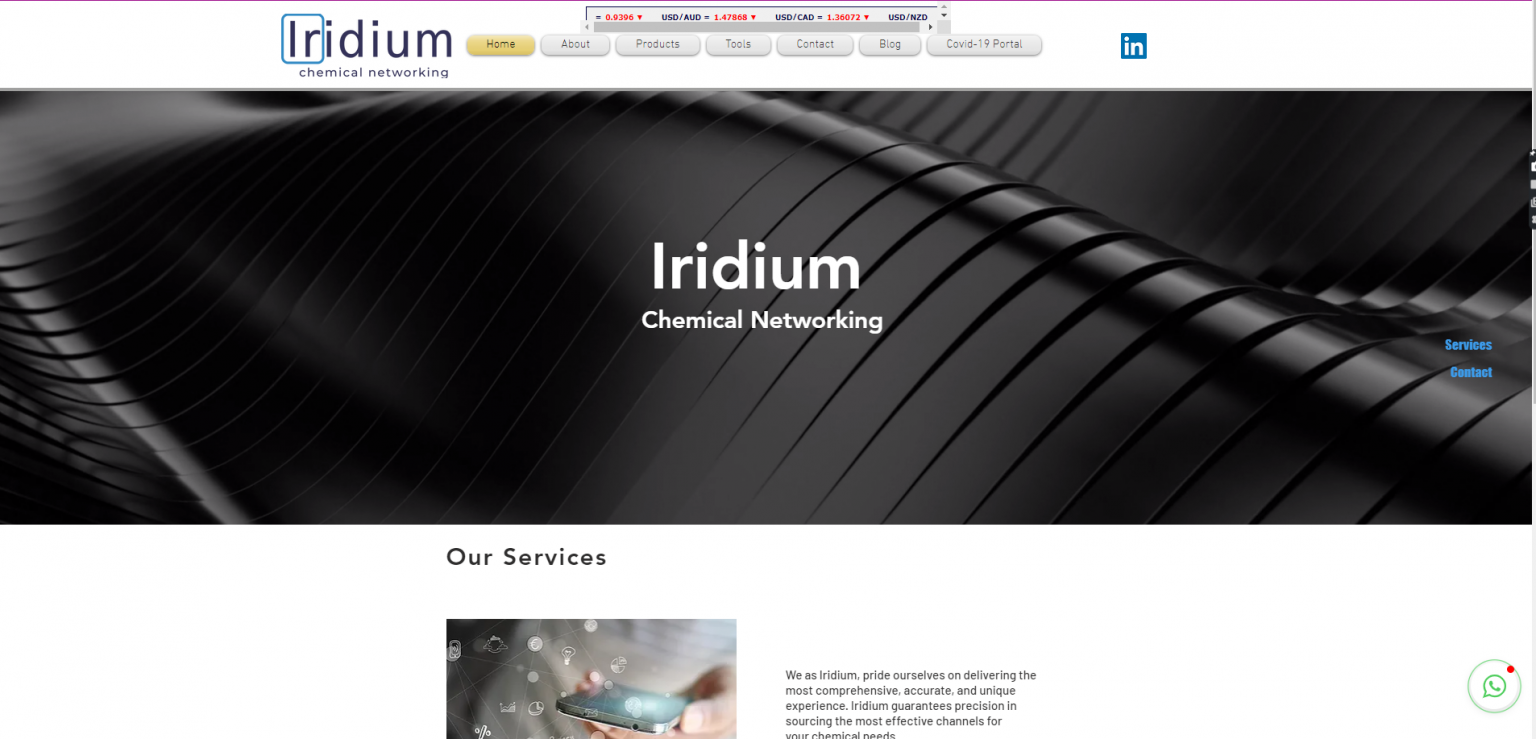 = 0.9396 ▼ USD/AUD = 1.47868 ▼ USD/CAD = 1.36072 ▼ USD/NZD
Iridium
chemical networking
Home About Products Tools Contact Blog Covid-19 Portal
in
Iridium
Chemical Networking
Services
Contact
Our Services
We as Iridium, pride ourselves on delivering the
most comprehensive, accurate, and unique
experience. Iridium guarantees precision in
sourcing the most effective channels for
your chemical needs.